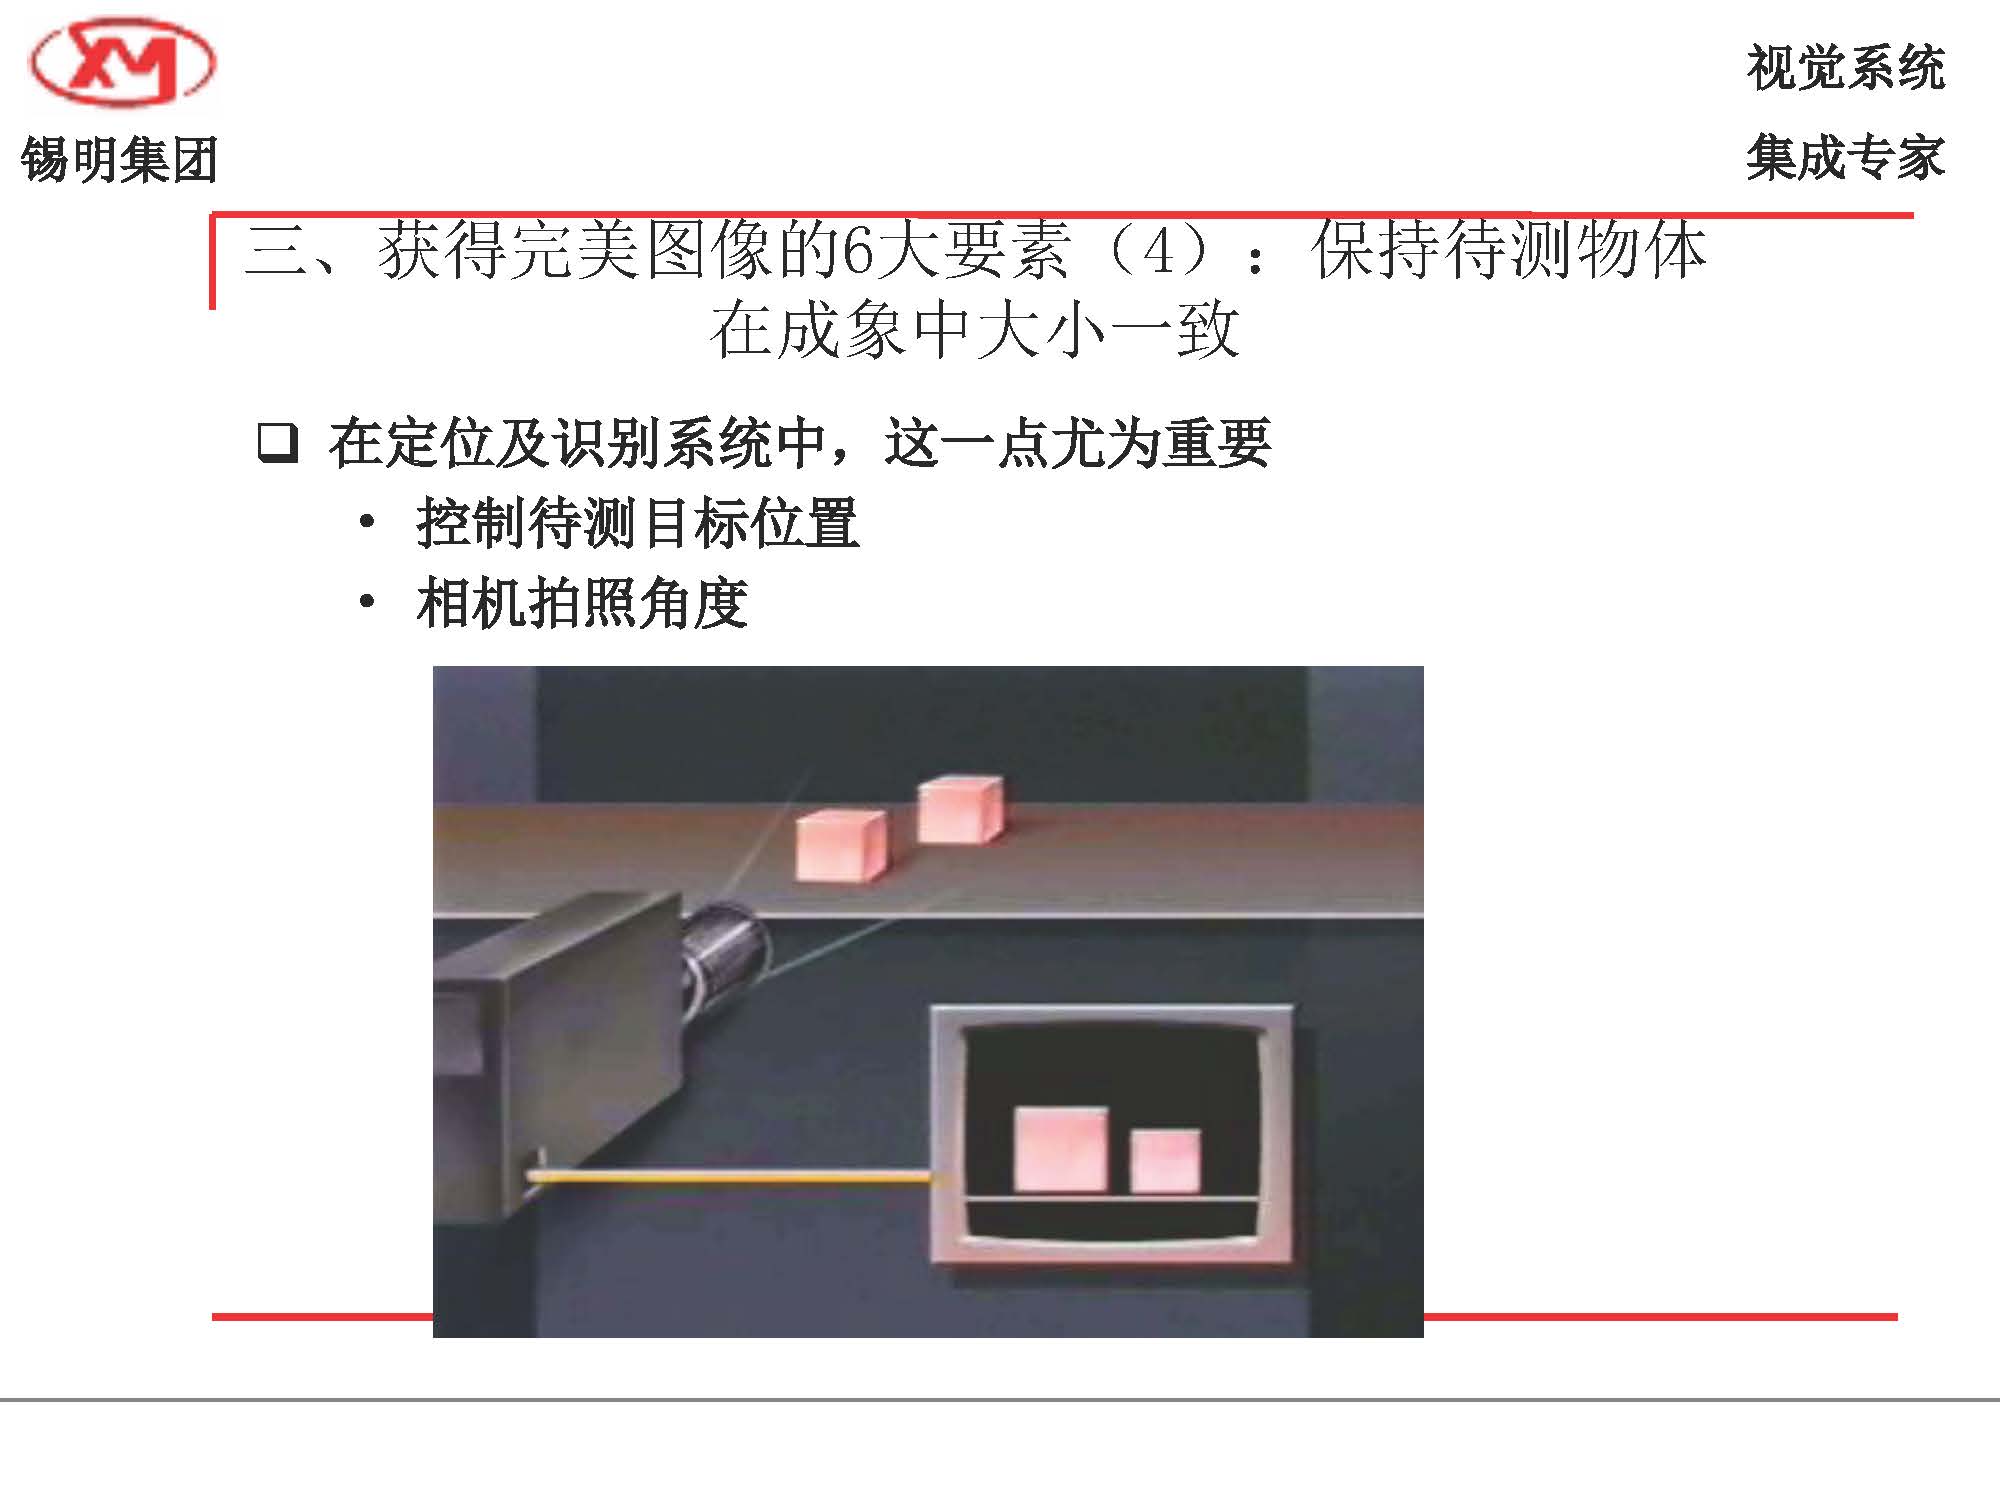 XM
锡明集团
视觉系统
集成专家
三、获得完美图像的6大要素（4）：保持待测物体
在成象中大小一致
在定位及识别系统中，这一点尤为重要
• 控制待测目标位置
• 相机拍照角度